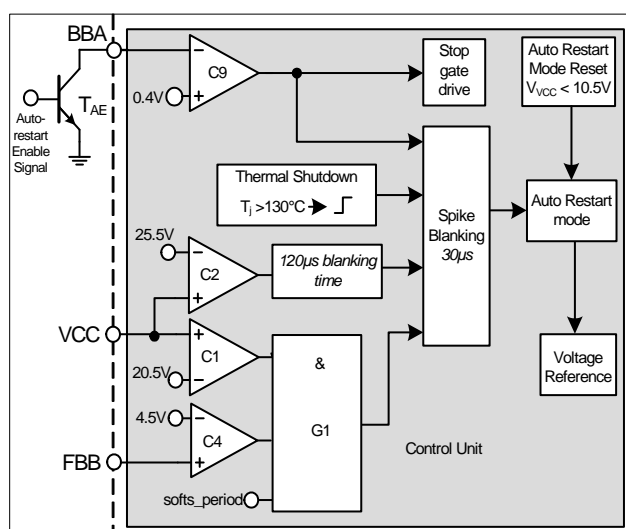 BBA
C9
0.4V
TAE
Auto-
restart
Enable
Signal
Stop
gate
drive
Auto Restart
Mode Reset
VVCC < 10.5V
Thermal Shutdown
Tj >130°C
Spike
Blanking
30µs
Auto Restart
mode
25.5V
C2
120µs blanking
time
VCC
C1
20.5V
&
G1
4.5V
C4
FBB
softs_period
Voltage
Reference
Control Unit